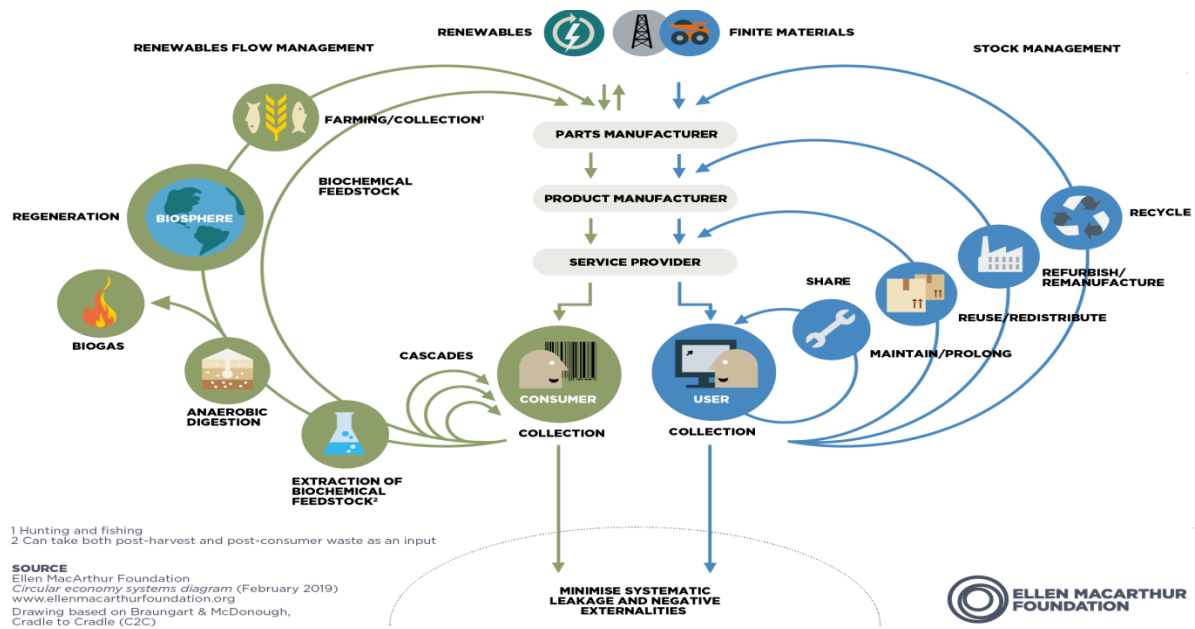 RENEWABLES
FINITE MATERIALS
RENEWABLES FLOW MANAGEMENT
STOCK MANAGEMENT
FARMING/COLLECTION¹
PARTS MANUFACTURER
BIOCHEMICAL
FEEDSTOCK
PRODUCT MANUFACTURER
REGENERATION
BIOSPHERE
RECYCLE
SERVICE PROVIDER
SHARE
REFURBISH/
REMANUFACTURE
REUSE/REDISTRIBUTE
BIOGAS
CASCADES
MAINTAIN/PROLONG
CONSUMER
USER
ANAEROBIC
DIGESTION
COLLECTION
COLLECTION
EXTRACTION OF
BIOCHEMICAL
FEEDSTOCK²
1 Hunting and fishing
2 Can take both post-harvest and post-consumer waste as an input
SOURCE
Ellen MacArthur Foundation
Circular economy systems diagram (February 2019)
www.ellenmacarthurfoundation.org
Drawing based on Braungart & McDonough,
Cradle to Cradle (C2C)
MINIMISE SYSTEMATIC
LEAKAGE AND NEGATIVE
EXTERNALITIES
ELLEN MACARTHUR
FOUNDATION